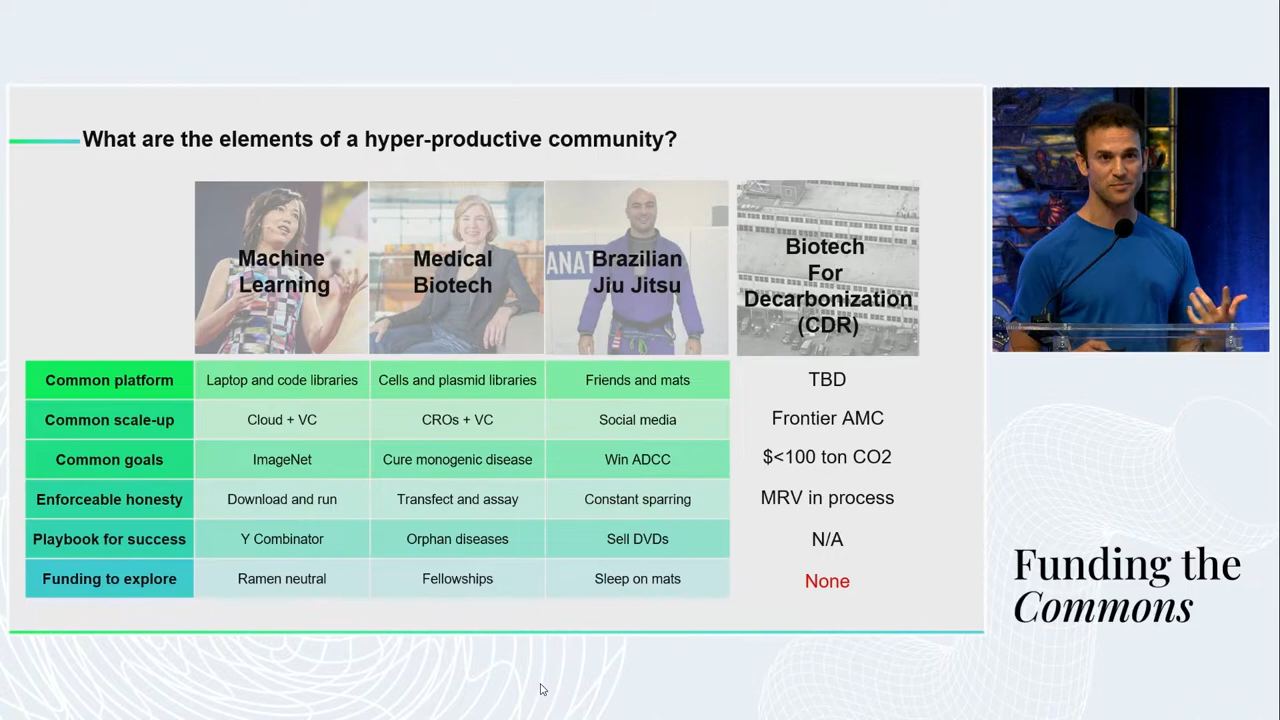 What are the elements of a hyper-productive community?
Machine
Learning
Medical
Biotech
ANAT
Brazilian
Jiu Jitsu
Biotech
For
Decarbonization
(CDR)
Common platform Laptop and code libraries Cells and plasmid libraries Friends and mats TBD
Common scale-up Cloud + VC CROs + VC Social media Frontier AMC
Common goals ImageNet Cure monogenic disease Win ADCC $<100 ton CO2
Enforceable honesty Download and run Transfect and assay Constant sparring MRV in process
Playbook for success Y Combinator Orphan diseases Sell DVDs N/A
Funding to explore Ramen neutral Fellowships Sleep on mats None
Funding the
Commons